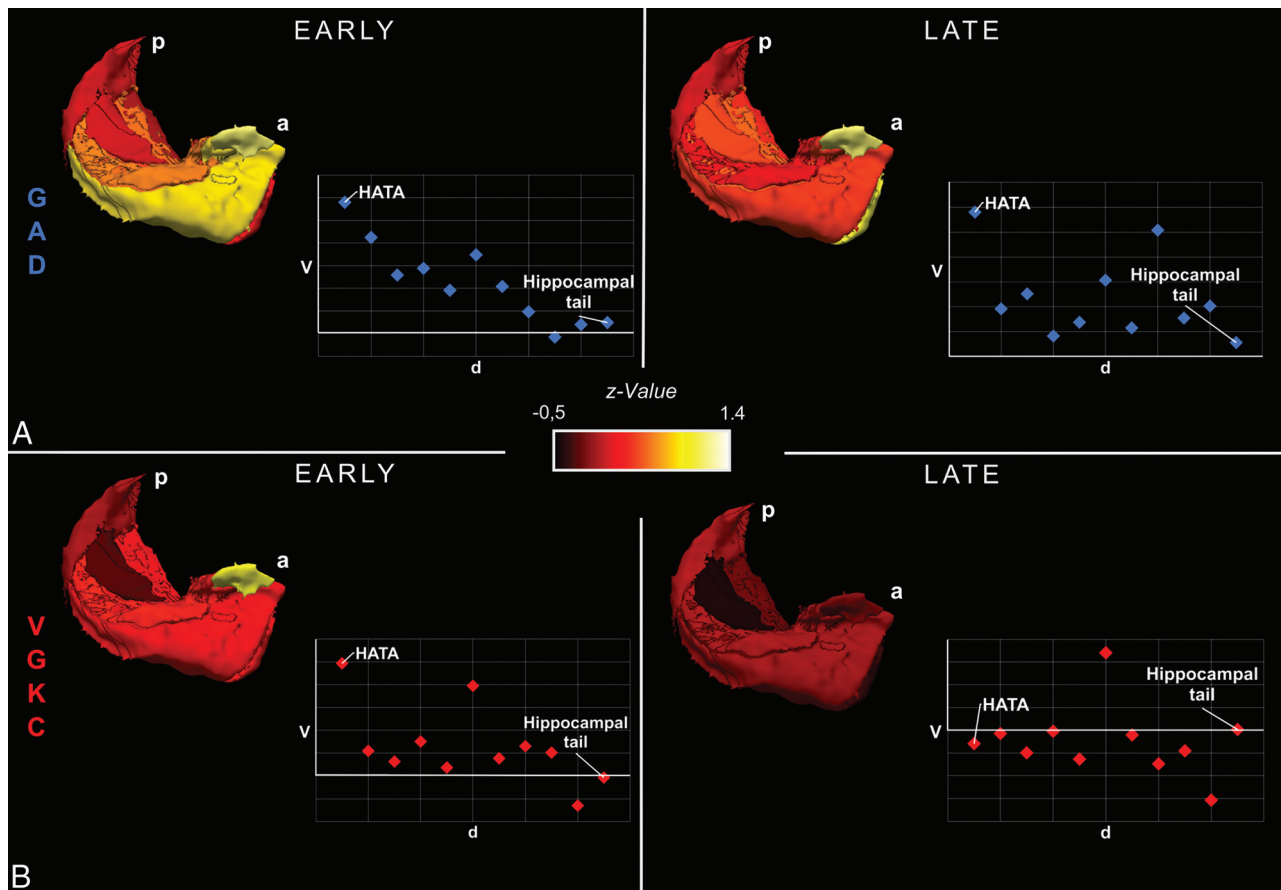 EARLY
p
a
G
A
D
HATA
V
Hippocampal
tail
d
LATE
p
a
HATA
V
Hippocampal
tail
d
z-Value
-0,5
1.4
A
EARLY
p
a
V
G
K
C
HATA
V
Hippocampal
tail
d
LATE
p
a
HATA
V
Hippocampal
tail
d
B